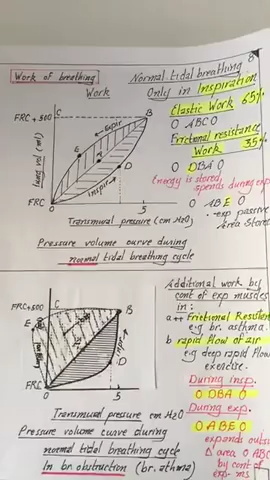 Work of breathing
Work
Normal tidal breathing
Only in Inspiration
Elastic Work 65%
O ABC O
Frictional resistance
Work 35%
O DBA O
Energy is stored,
spends during exp
O AB E O
exp passive
Area Stored
FRC + 500
C
B
Expir
E
A
D
Inspir
Lung vol (ml)
FRC
O
5
Transmural pressure (cm H2O)
Pressure volume curve during
normal tidal breathing cycle
8
Additional work by
cont of exp muscles
in:
a ++ Frictional Resistan
e.g br. asthma.
b rapid flow of air
e.g deep rapid flow
exercise.
During insp.
O DBA O
During exp.
O A B E O
expands outsi
Δ area O ABC
by cont of
exp. ms
FRC+500
C
B
E
D
FRC
5
Transmural pressure cm H2O
Pressure volume curve during
normal tidal breathing cycle
In br obstruction (br. asthma)